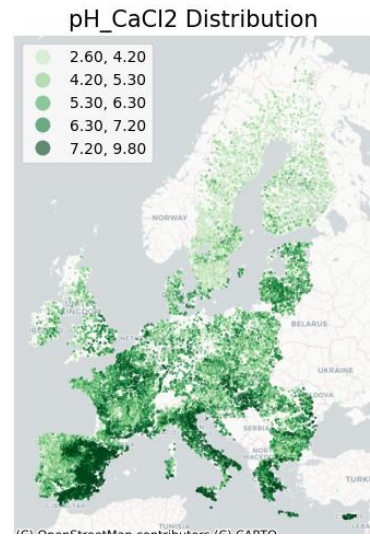 pH_CaCl2 Distribution
2.60, 4.20
4.20, 5.30
5.30, 6.30
6.30, 7.20
7.20, 9.80
NORWAY
BELARUS
UKRAINE
SERBIA
TUNISIA
(C) OpenStreetMap contributors (C) CARTO